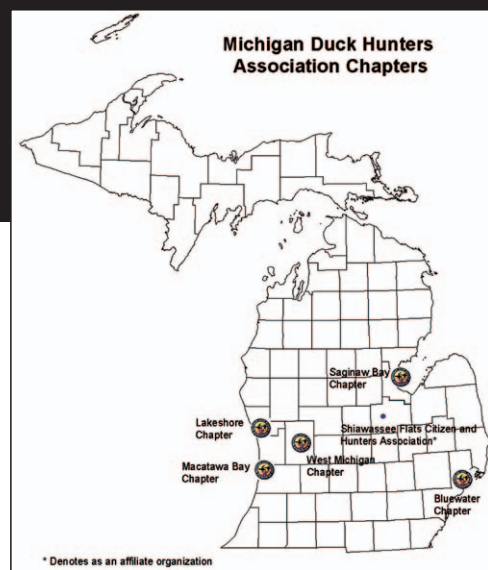 Michigan Duck Hunters
Association Chapters
Saginaw Bay
Chapter
Lakeshore
Chapter
Shiawassee Flats Citizen and
Hunters Association*
West Michigan
Chapter
Macatawa Bay
Chapter
Bluewater
Chapter
* Denotes as an affiliate organization